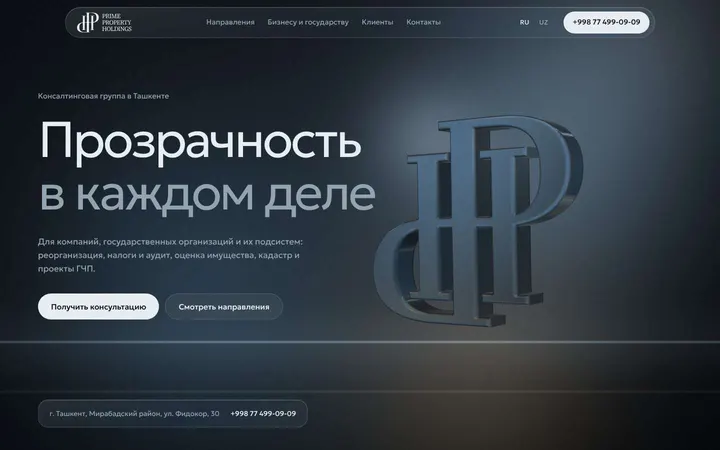 PRIME
PROPERTY
HOLDINGS
Направления Бизнесу и государству Клиенты Контакты
RU UZ
+998 77 499-09-09
Консалтинговая группа в Ташкенте
Прозрачность
в каждом деле
Для компаний, государственных организаций и их подсистем:
реорганизация, налоги и аудит, оценка имущества, кадастр и
проекты ГЧП.
Получить консультацию Смотреть направления
г. Ташкент, Мирабадский район, ул. Фидокор, 30 +998 77 499-09-09